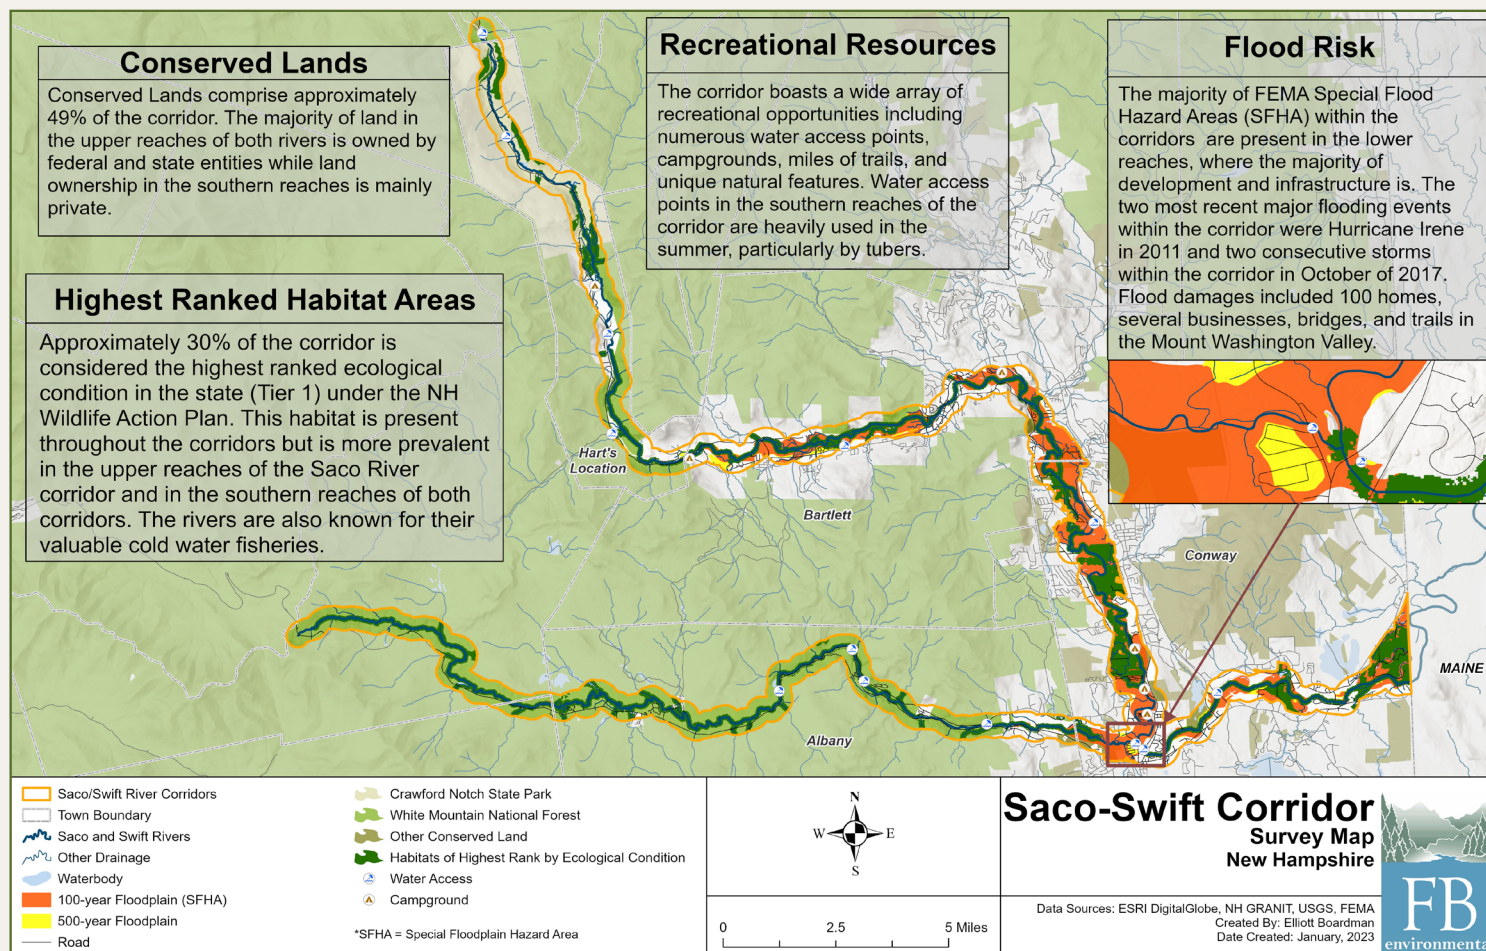 Conserved Lands
Conserved Lands comprise approximately
49% of the corridor. The majority of land in
the upper reaches of both rivers is owned by
federal and state entities while land
ownership in the southern reaches is mainly
private.
Highest Ranked Habitat Areas
Approximately 30% of the corridor is
considered the highest ranked ecological
condition in the state (Tier 1) under the NH
Wildlife Action Plan. This habitat is present
throughout the corridors but is more prevalent
in the upper reaches of the Saco River
corridor and in the southern reaches of both
corridors. The rivers are also known for their
valuable cold water fisheries.
Recreational Resources
The corridor boasts a wide array of
recreational opportunities including
numerous water access points,
campgrounds, miles of trails, and
unique natural features. Water access
points in the southern reaches of the
corridor are heavily used in the
summer, particularly by tubers.
Flood Risk
The majority of FEMA Special Flood
Hazard Areas (SFHA) within the
corridors are present in the lower
reaches, where the majority of
development and infrastructure is. The
two most recent major flooding events
within the corridor were Hurricane Irene
in 2011 and two consecutive storms
within the corridor in October of 2017.
Flood damages included 100 homes,
several businesses, bridges, and trails in
the Mount Washington Valley.
Hart's
Location
Bartlett
Conway
Albany
MAINE
Saco/Swift River Corridors
Town Boundary
Saco and Swift Rivers
Other Drainage
Waterbody
100-year Floodplain (SFHA)
500-year Floodplain
Road
Crawford Notch State Park
White Mountain National Forest
Other Conserved Land
Habitats of Highest Rank by Ecological Condition
Water Access
Campground
*SFHA = Special Floodplain Hazard Area
N
W E
S
0 2.5 5 Miles
Saco-Swift Corridor
Survey Map
New Hampshire
Data Sources: ESRI DigitalGlobe, NH GRANIT, USGS, FEMA
Created By: Elliott Boardman
Date Created: January, 2023
FB
environmental